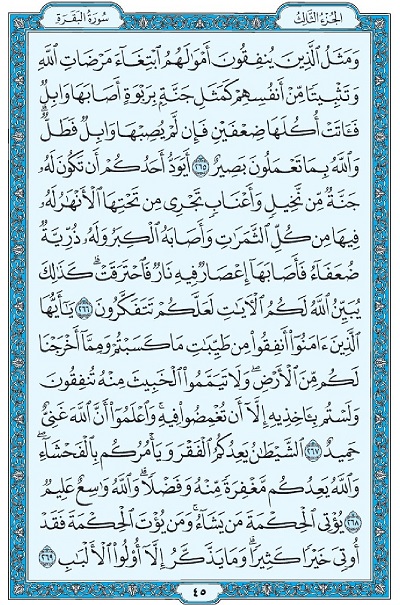 الجزء الثالث
سورة البقرة
وَمَثَلُ ٱلَّذِينَ يُنفِقُونَ أَمْوَٰلَهُمُ ٱبْتِغَآءَ مَرْضَاتِ ٱللَّهِ
وَتَثْبِيتًا مِّنْ أَنفُسِهِمْ كَمَثَلِ جَنَّةٍۭ بِرَبْوَةٍ أَصَابَهَا وَابِلٌ
فَـَٔاتَتْ أُكُلَهَا ضِعْفَيْنِ فَإِن لَّمْ يُصِبْهَا وَابِلٌ فَطَلٌّۗ
وَٱللَّهُ بِمَا تَعْمَلُونَ بَصِيرٌ ٢٦٥ أَيَوَدُّ أَحَدُكُمْ أَن تَكُونَ لَهُۥ
جَنَّةٌ مِّن نَّخِيلٍ وَأَعْنَابٍ تَجْرِى مِن تَحْتِهَا ٱلْأَنْهَٰرُ لَهُۥ
فِيهَا مِن كُلِّ ٱلثَّمَرَٰتِ وَأَصَابَهُ ٱلْكِبَرُ وَلَهُۥ ذُرِّيَّةٌ
ضُعَفَآءُ فَأَصَابَهَآ إِعْصَارٌ فِيهِ نَارٌ فَٱحْتَرَقَتْۗ كَذَٰلِكَ
يُبَيِّنُ ٱللَّهُ لَكُمُ ٱلْـَٔايَٰتِ لَعَلَّكُمْ تَتَفَكَّرُونَ ٢٦٦ يَٰٓأَيُّهَا
ٱلَّذِينَ ءَامَنُوٓا۟ أَنفِقُوا۟ مِن طَيِّبَٰتِ مَا كَسَبْتُمْ وَمِمَّآ أَخْرَجْنَا
لَكُم مِّنَ ٱلْأَرْضِۖ وَلَا تَيَمَّمُوا۟ ٱلْخَبِيثَ مِنْهُ تُنفِقُونَ
وَلَسْتُم بِـَٔاخِذِيهِ إِلَّآ أَن تُغْمِضُوا۟ فِيهِۚ وَٱعْلَمُوٓا۟ أَنَّ ٱللَّهَ غَنِىٌّ
حَمِيدٌ ٢٦٧ ٱلشَّيْطَٰنُ يَعِدُكُمُ ٱلْفَقْرَ وَيَأْمُرُكُم بِٱلْفَحْشَآءِۖ
وَٱللَّهُ يَعِدُكُم مَّغْفِرَةً مِّنْهُ وَفَضْلًاۗ وَٱللَّهُ وَٰسِعٌ عَلِيمٌ
٢٦٨ يُؤْتِى ٱلْحِكْمَةَ مَن يَشَآءُۚ وَمَن يُؤْتَ ٱلْحِكْمَةَ فَقَدْ
أُوتِىَ خَيْرًا كَثِيرًاۗ وَمَا يَذَّكَّرُ إِلَّآ أُو۟لُوا۟ ٱلْأَلْبَٰبِ ٢٦٩
٤٥